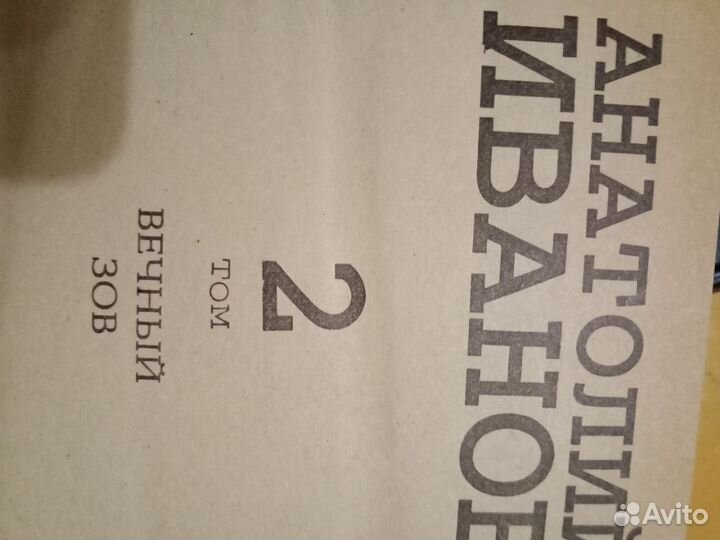 АНАТОЛИЙ
ИВАНОВ
2
ТОМ
ВЕЧНЫЙ
ЗОВ
Avito